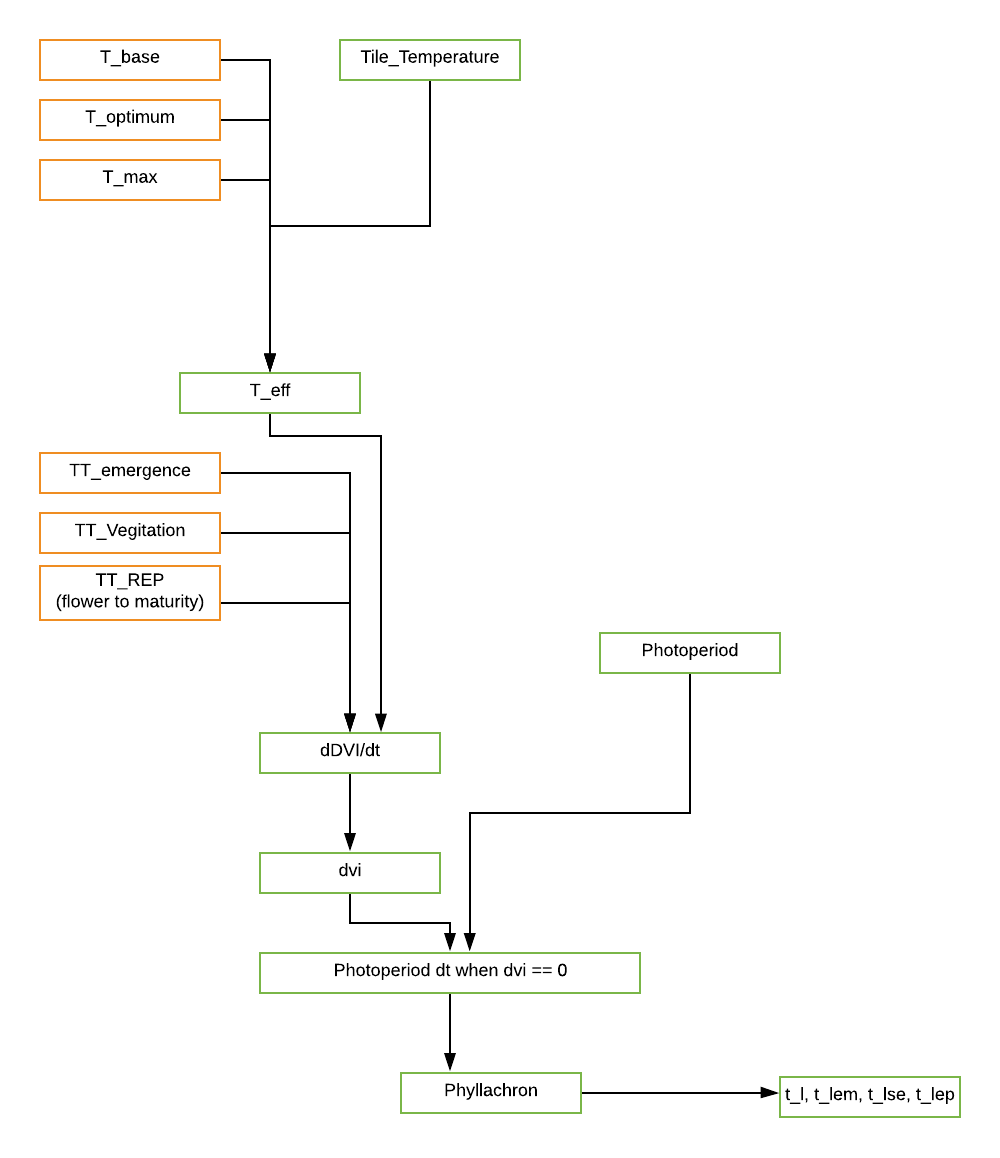 T_base
Tile_Temperature
T_optimum
T_max
T_eff
TT_emergence
TT_Vegitation
TT_REP
(flower to maturity)
Photoperiod
dDVI/dt
dvi
Photoperiod dt when dvi == 0
Phyllachron
t_l, t_lem, t_lse, t_lep